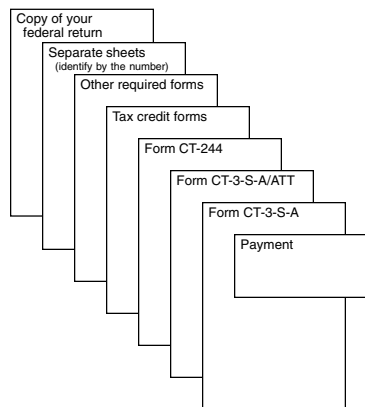 Copy of your
federal return
Separate sheets
(identify by the number)
Other required forms
Tax credit forms
Form CT-244
Form CT-3-S-A/ATT
Form CT-3-S-A
Payment